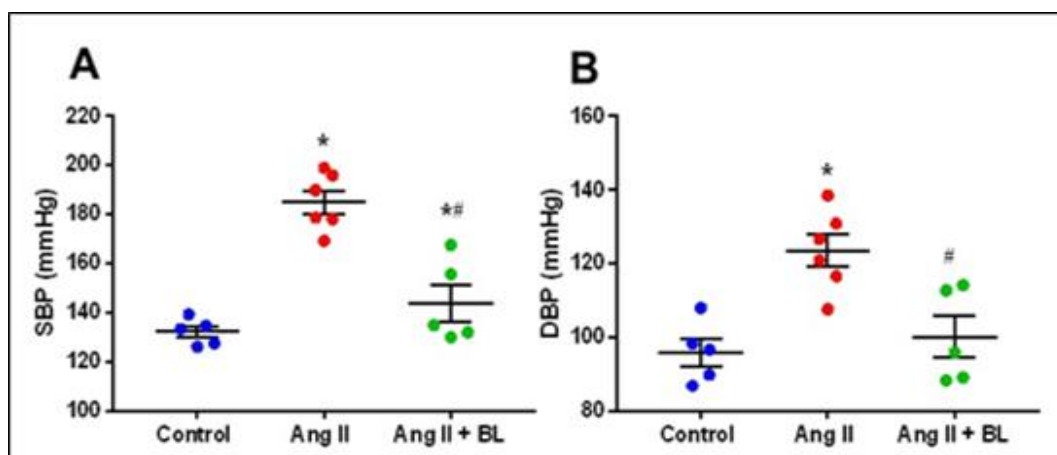 A
SBP (mmHg)
220
200
180
160
140
120
100
*
*#
Control
Ang II
Ang II + BL
B
DBP (mmHg)
160
140
120
100
80
*
#
Control
Ang II
Ang II + BL